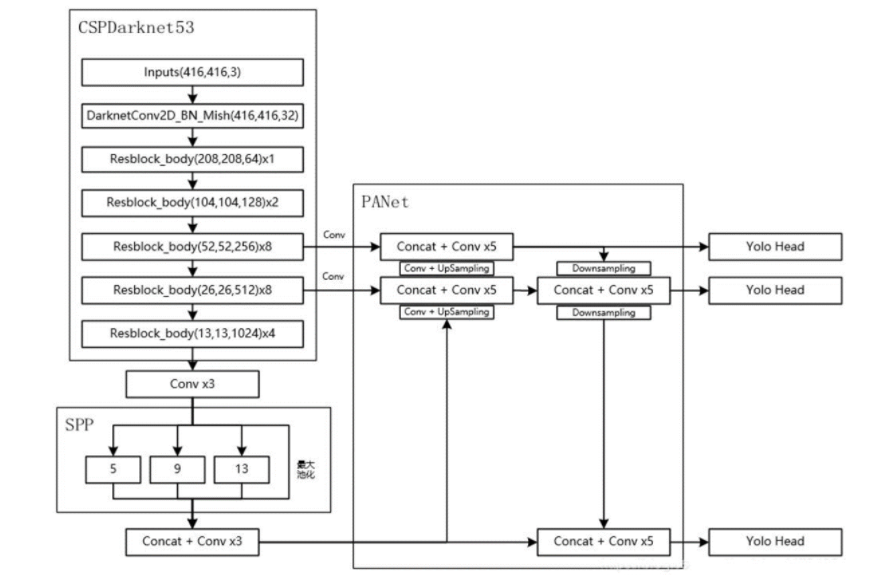 CSPDarknet53
Inputs(416,416,3)
DarknetConv2D_BN_Mish(416,416,32)
Resblock_body(208,208,64)x1
Resblock_body(104,104,128)x2
Resblock_body(52,52,256)x8
Resblock_body(26,26,512)x8
Resblock_body(13,13,1024)x4
Conv x3
SPP
5
9
13
最大
池化
Concat + Conv x3
Conv
Conv
PANet
Concat + Conv x5
Conv + UpSampling
Concat + Conv x5
Conv + UpSampling
Downsampling
Concat + Conv x5
Downsampling
Concat + Conv x5
Yolo Head
Yolo Head
Yolo Head